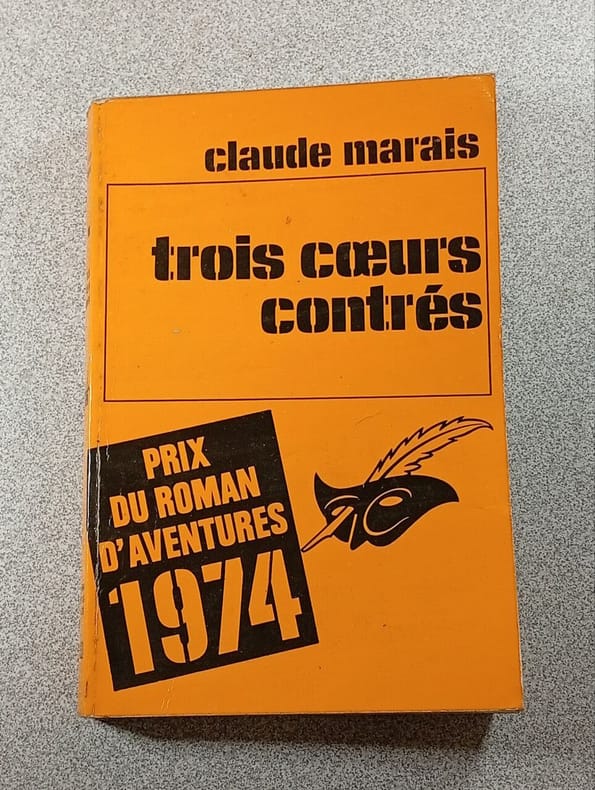 claude marais
trois cœurs
contrés
PRIX
DU ROMAN
D'AVENTURES
1974